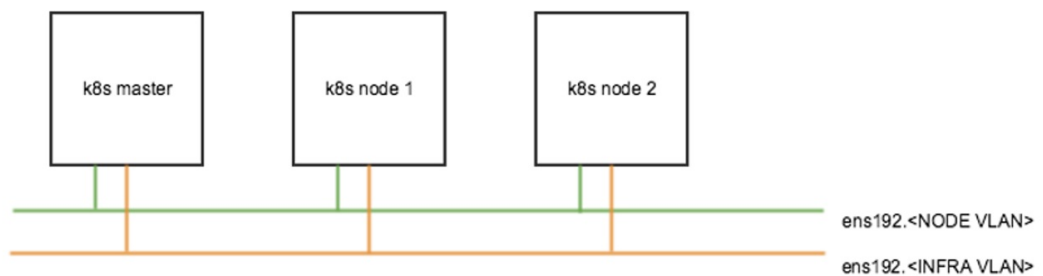 k8s master
k8s node 1
k8s node 2
ens192.<NODE VLAN>
ens192.<INFRA VLAN>